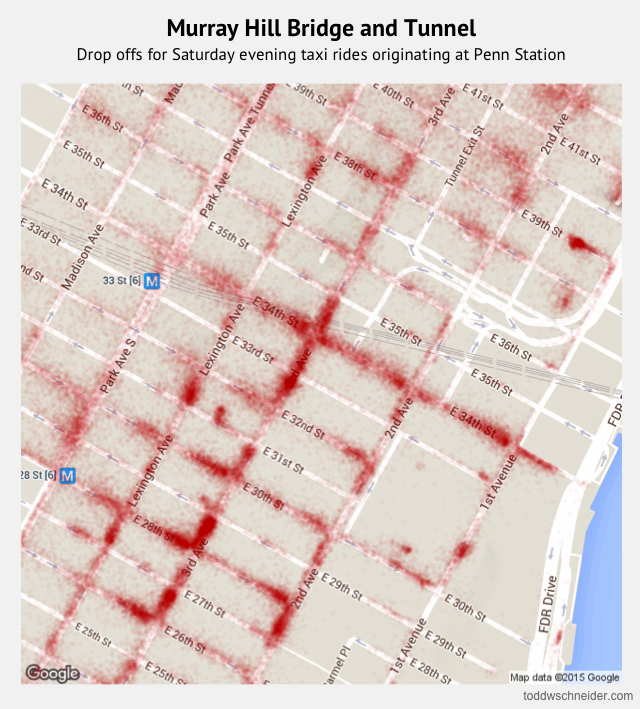 Murray Hill Bridge and Tunnel
Drop offs for Saturday evening taxi rides originating at Penn Station
E 39th St
E 40th St
E 41st St
3rd Ave
2nd Ave
Park Ave Tunnel
E 36th St
E 38th St
Tunnel Exit St
E 41st St
E 35th St
Lexington Ave
Park Ave
E 34th St
E 39th St
E 33rd St
E 35th St
Madison Ave
33 St [6] M
E 34th St
E 35th St
E 36th St
Lexington Ave
E 33rd St
Park Ave S
E 35th St
2nd Ave
E 32nd St
E 34th St
FDR
E 31st St
Lexington Ave
28 St [6] M
1st Avenue
E 30th St
E 28th St
3rd Ave
2nd Ave
E 29th St
E 27th St
E 30th St
FDR Drive
E 25th St
E 26th St
1st Avenue
E 29th St
E 28th St
E 25th St
Google
Map data ©2015 Google
toddwschneider.com